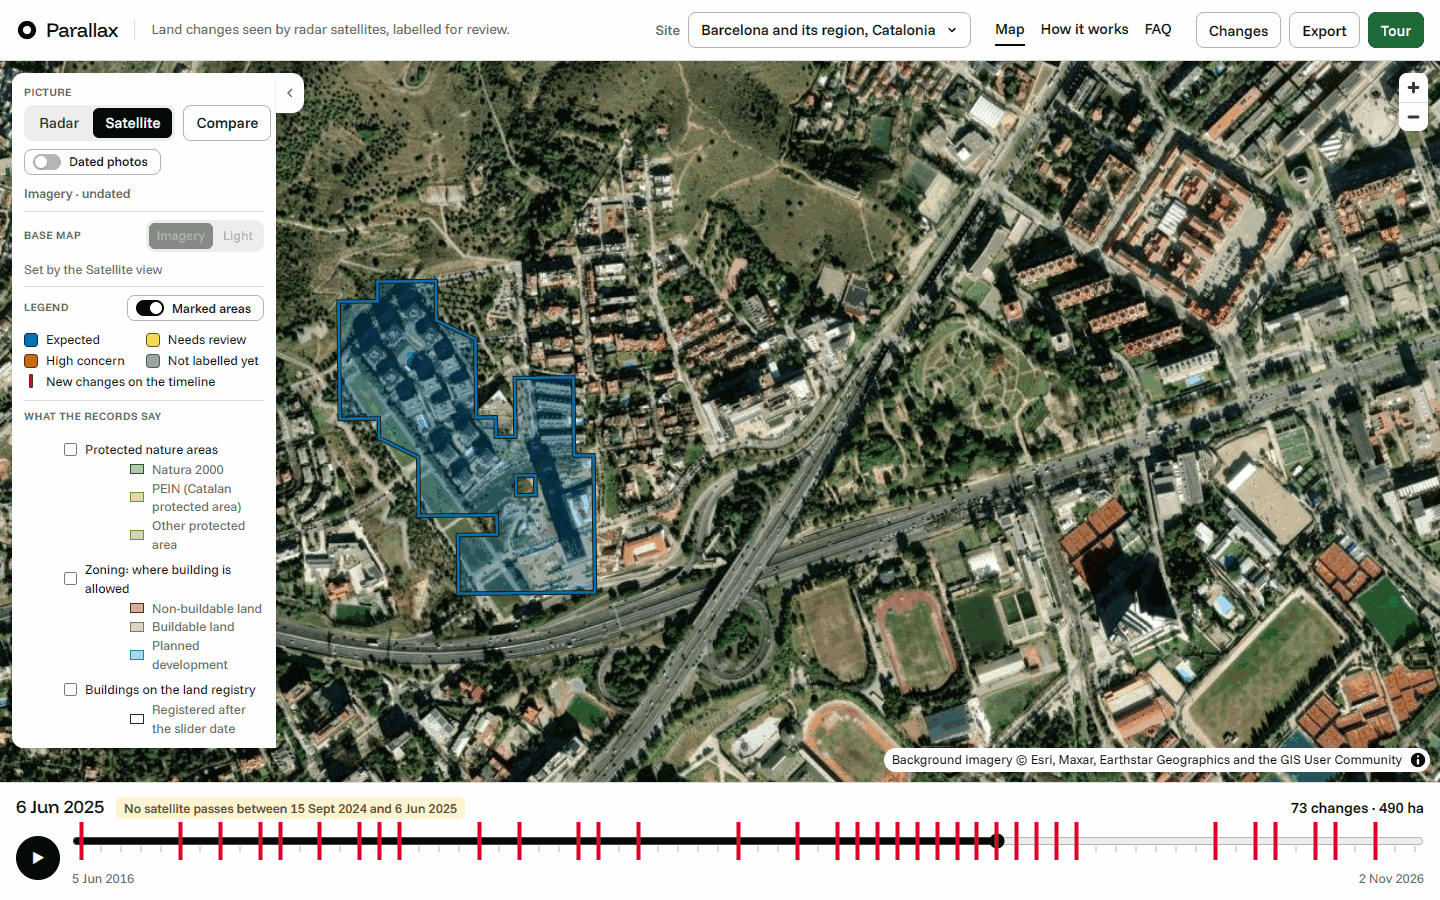 Parallax
Land changes seen by radar satellites, labelled for review.
Site
Barcelona and its region, Catalonia
Map
How it works
FAQ
Changes
Export
Tour
PICTURE
Radar
Satellite
Compare
Dated photos
Imagery · undated
BASE MAP
Imagery
Light
Set by the Satellite view
LEGEND
Marked areas
Expected
Needs review
High concern
Not labelled yet
New changes on the timeline
WHAT THE RECORDS SAY
Protected nature areas
Natura 2000
PEIN (Catalan
protected area)
Other protected
area
Zoning: where building is
allowed
Non-buildable land
Buildable land
Planned
development
Buildings on the land registry
Registered after
the slider date
Background imagery © Esri, Maxar, Earthstar Geographics and the GIS User Community
6 Jun 2025
No satellite passes between 15 Sept 2024 and 6 Jun 2025
73 changes · 490 ha
5 Jun 2016
2 Nov 2026